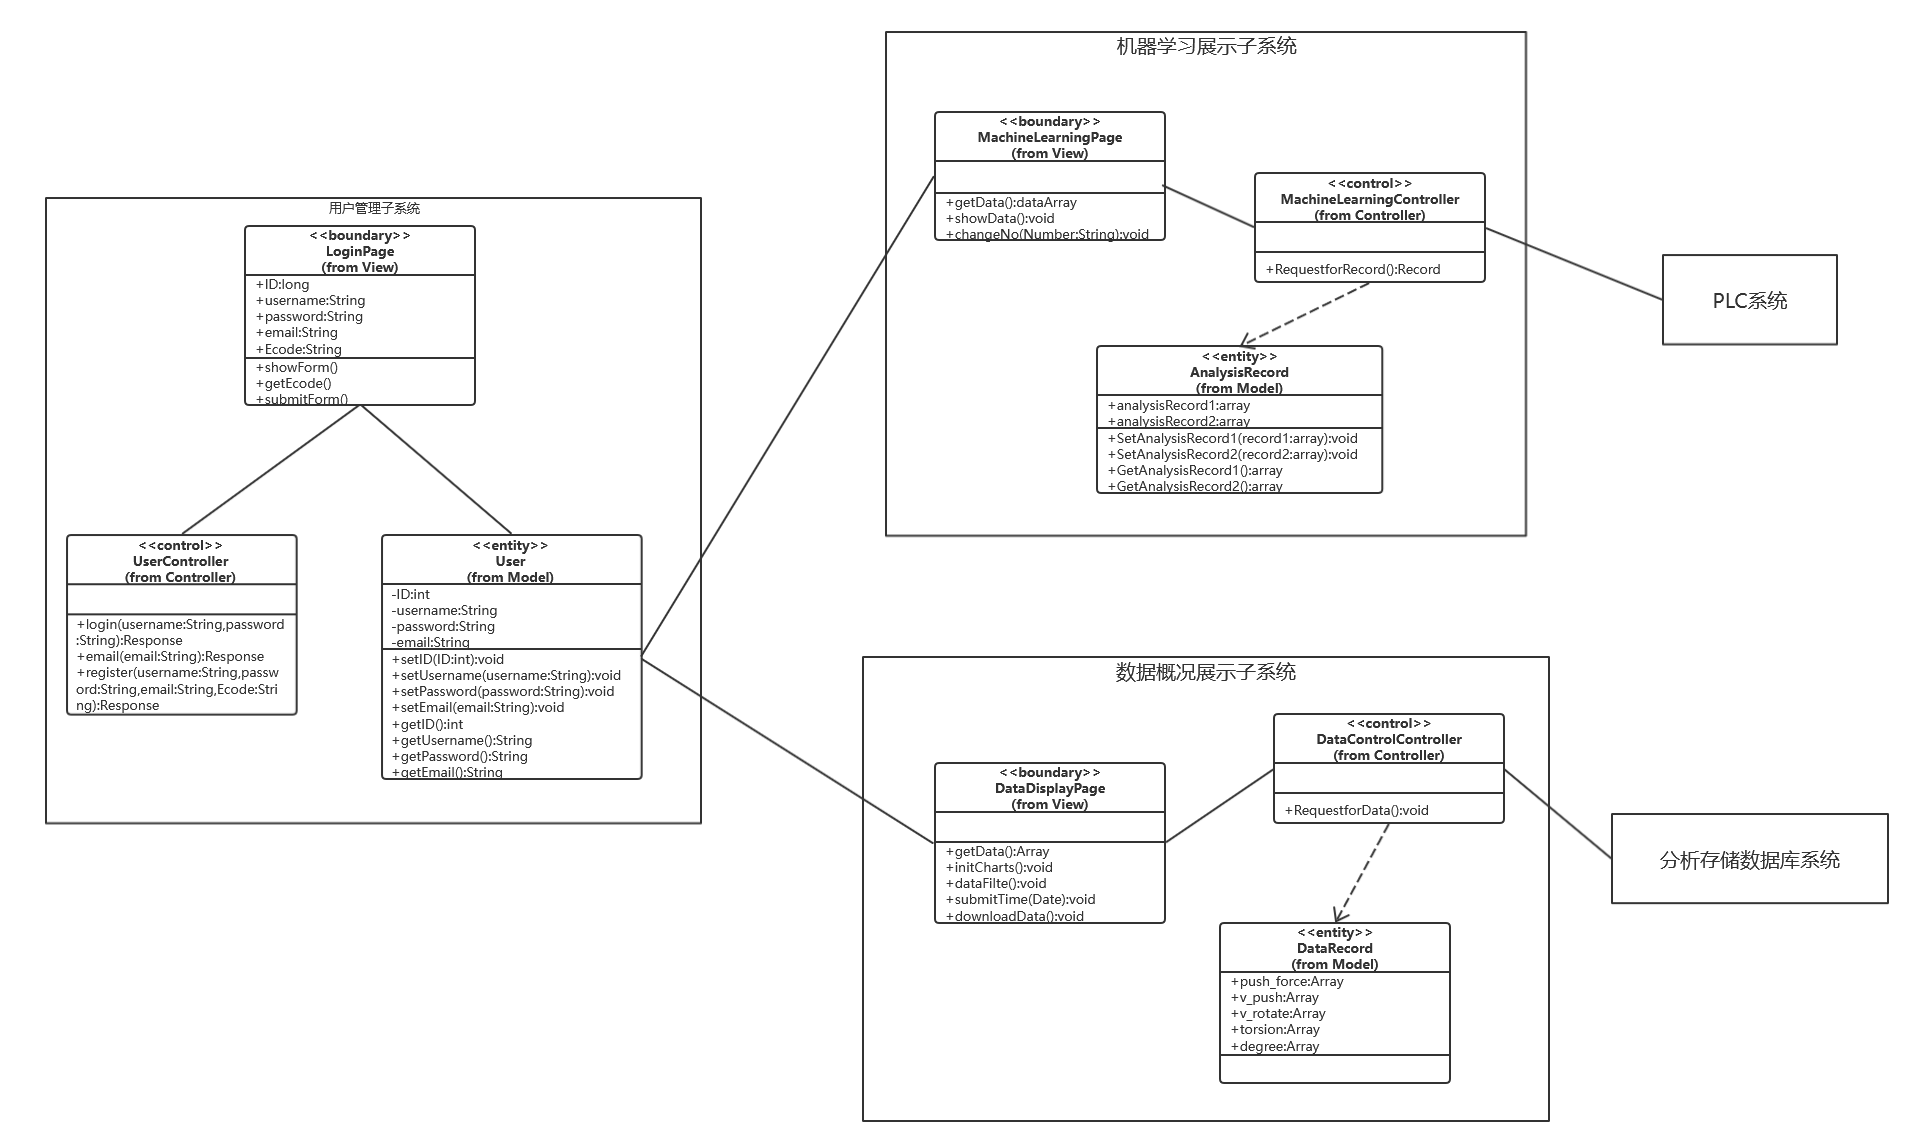 用户管理子系统
<<boundary>>
LoginPage
(from View)
+ID:long
+username:String
+password:String
+email:String
+Ecode:String
+showForm()
+getEcode()
+submitForm()
<<control>>
UserController
(from Controller)
+login(username:String,password
:String):Response
+email(email:String):Response
+register(username:String,passw
ord:String,email:String,Ecode:Stri
ng):Response
<<entity>>
User
(from Model)
-ID:int
-username:String
-password:String
-email:String
+setID(ID:int):void
+setUsername(username:String):void
+setPassword(password:String):void
+setEmail(email:String):void
+getID():int
+getUsername():String
+getPassword():String
+getEmail():String
机器学习展示子系统
<<boundary>>
MachineLearningPage
(from View)
+getData():dataArray
+showData():void
+changeNo(Number:String):void
<<control>>
MachineLearningController
(from Controller)
+RequestforRecord():Record
<<entity>>
AnalysisRecord
(from Model)
+analysisRecord1:array
+analysisRecord2:array
+SetAnalysisRecord1(record1:array):void
+SetAnalysisRecord2(record2:array):void
+GetAnalysisRecord1():array
+GetAnalysisRecord2():array
PLC系统
数据概况展示子系统
<<boundary>>
DataDisplayPage
(from View)
+getData():Array
+initCharts():void
+dataFilte():void
+submitTime(Date):void
+downloadData():void
<<control>>
DataControlController
(from Controller)
+RequestforData():void
<<entity>>
DataRecord
(from Model)
+push_force:Array
+v_push:Array
+v_rotate:Array
+torsion:Array
+degree:Array
分析存储数据库系统